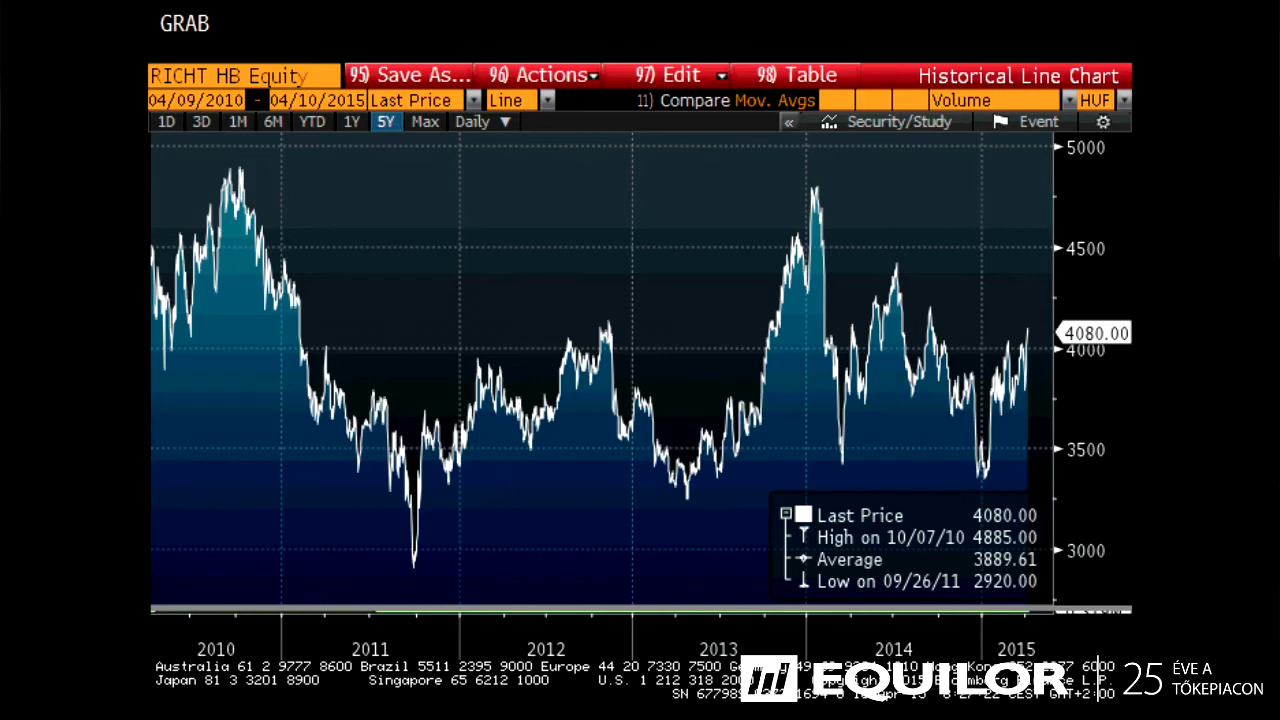 GRAB
RICHT HB Equity 95) Save As... 96) Actions 97) Edit 98) Table Historical Line Chart
04/09/2010 - 04/10/2015 Last Price Line 11) Compare Mov. Avgs Volume HUF
1D 3D 1M 6M YTD 1Y 5Y Max Daily ▼ « Security/Study Event
5000
4500
4080.00
4000
3500
3000
Last Price 4080.00
High on 10/07/10 4885.00
Average 3889.61
Low on 09/26/11 2920.00
2010 2011 2012 2013 2014 2015
Australia 61 2 9777 8600 Brazil 5511 2395 9000 Europe 44 20 7330 7500
Japan 81 3 3201 8900 Singapore 65 6212 1000 U.S. 1 212 318
EQUILOR 25 ÉVE A
TŐKEPIACON